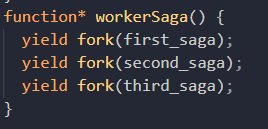 function* workerSaga() {
  yield fork(first_saga);
  yield fork(second_saga);
  yield fork(third_saga);
}